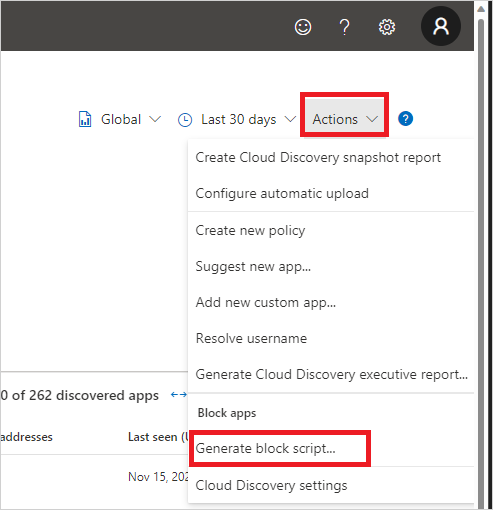 Global
Last 30 days
Actions
?
Create Cloud Discovery snapshot report
Configure automatic upload
Create new policy
Suggest new app...
Add new custom app...
Resolve username
Generate Cloud Discovery executive report...
0 of 262 discovered apps
Block apps
addresses
Last seen (U
Generate block script...
Nov 15, 202
Cloud Discovery settings